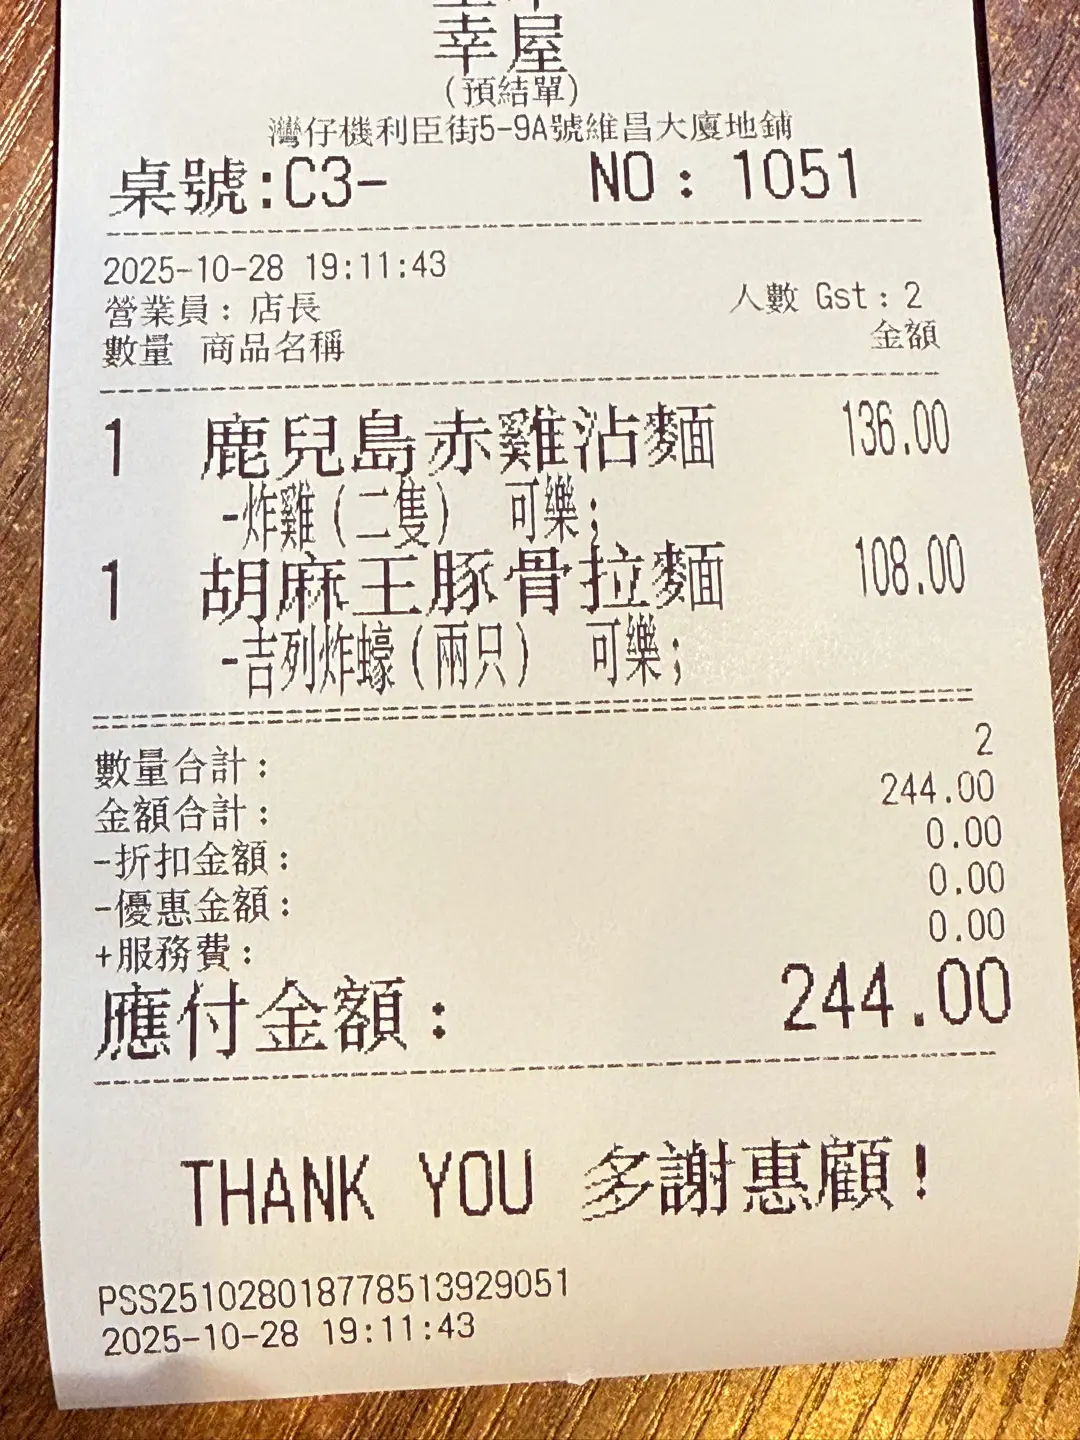 幸屋
(預結單)
灣仔機利臣街5-9A號維昌大廈地鋪
桌號:C3- NO: 1051
2025-10-28 19:11:43
營業員: 店長 人數 Gst: 2
數量 商品名稱 金額
1 鹿兒島赤雞沾麵 136.00
-炸雞(二隻) 可樂;
1 胡麻王豚骨拉麵 108.00
-吉列炸蠔(兩只) 可樂;
數量合計: 2
金額合計: 244.00
-折扣金額: 0.00
-優惠金額: 0.00
+服務費: 0.00
應付金額: 244.00
THANK YOU 多謝惠顧!
PSS251028018778513929051
2025-10-28 19:11:43